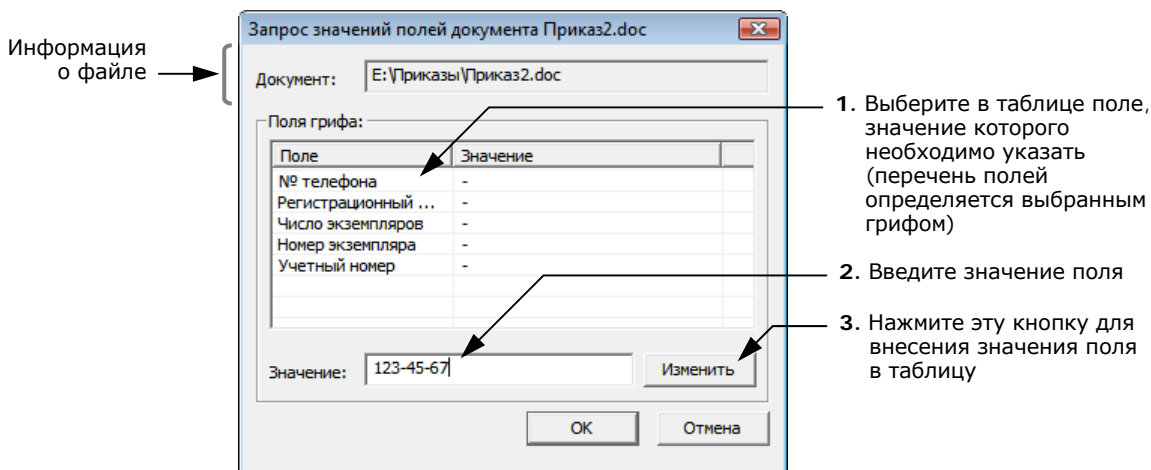 Информация
о файле
Запрос значений полей документа Приказ2.doc
Документ:
E:\Приказы\Приказ2.doc
Поля грифа:
Поле Значение
№ телефона -
Регистрационный ... -
Число экземпляров -
Номер экземпляра -
Учетный номер -
Значение:
123-45-67
Изменить
OK
Отмена
1. Выберите в таблице поле,
значение которого
необходимо указать
(перечень полей
определяется выбранным
грифом)
2. Введите значение поля
3. Нажмите эту кнопку для
внесения значения поля
в таблицу